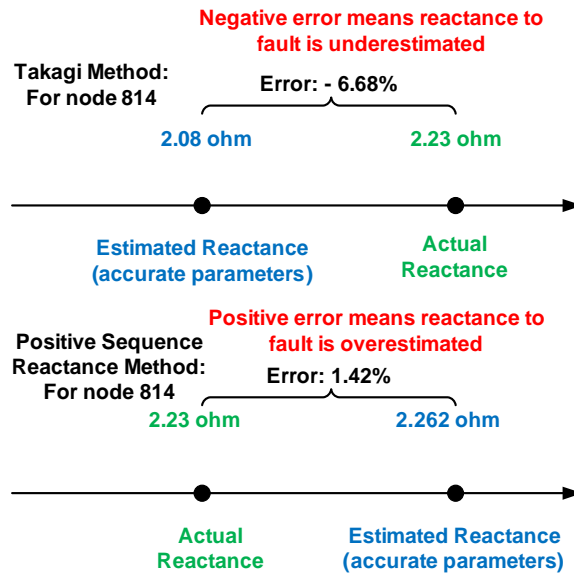 Negative error means reactance to
fault is underestimated
Takagi Method:
For node 814
Error: - 6.68%
2.08 ohm
2.23 ohm
Estimated Reactance
(accurate parameters)
Actual
Reactance
Positive error means reactance to
fault is overestimated
Positive Sequence
Reactance Method:
For node 814
Error: 1.42%
2.23 ohm
2.262 ohm
Actual
Reactance
Estimated Reactance
(accurate parameters)